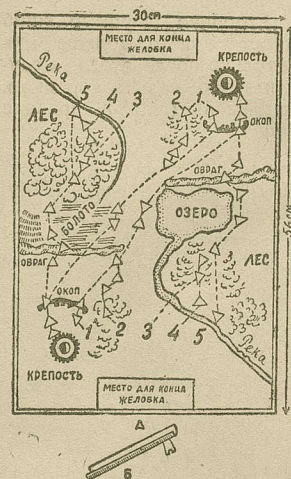 30 см
МЕСТО ДЛЯ КОНЦА
ЖЕЛОБКА
КРЕПОСТЬ
Река
ЛЕС
5
4
3
2
1
ОКОП
ОВРАГ
БОЛОТО
ОЗЕРО
ОВРАГ
ЛЕС
ОКОП
1
2
3
4
5
Река
КРЕПОСТЬ
МЕСТО ДЛЯ КОНЦА
ЖЕЛОБКА
А
Б